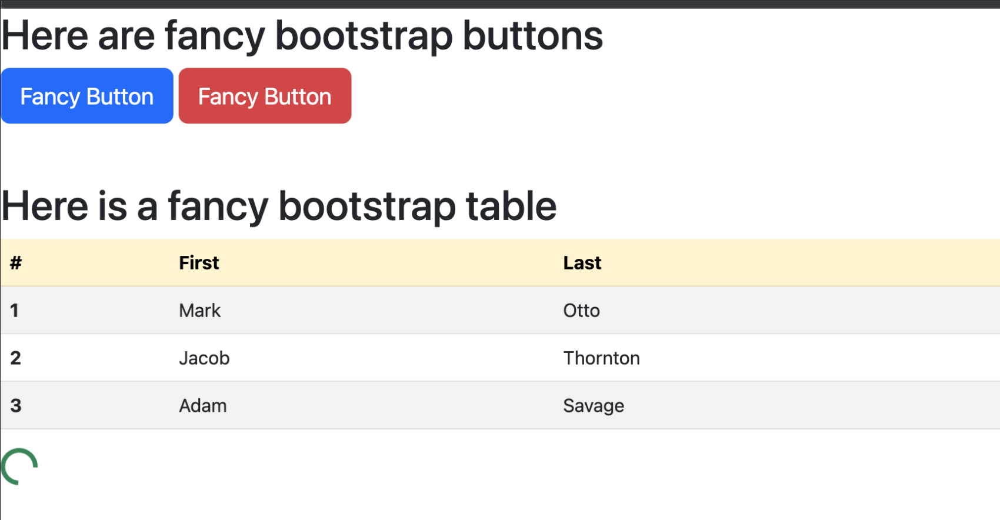 Here are fancy bootstrap buttons
Fancy Button Fancy Button
Here is a fancy bootstrap table
# First Last
1 Mark Otto
2 Jacob Thornton
3 Adam Savage